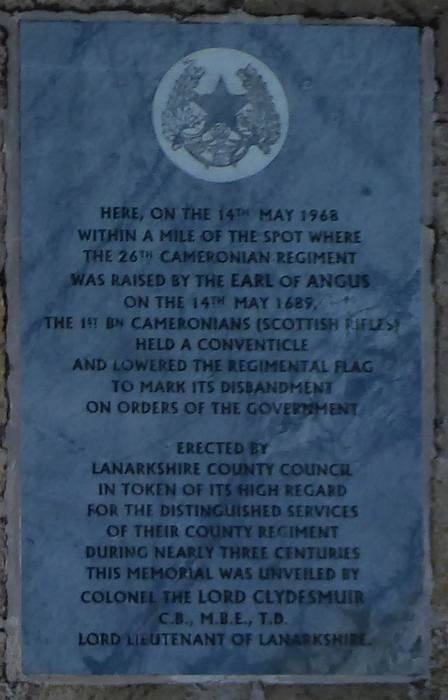 HERE, ON THE 14TH MAY 1968
WITHIN A MILE OF THE SPOT WHERE
THE 26TH CAMERONIAN REGIMENT
WAS RAISED BY THE EARL OF ANGUS
ON THE 14TH MAY 1689,
THE 1ST BN CAMERONIANS (SCOTTISH RIFLES)
HELD A CONVENTICLE
AND LOWERED THE REGIMENTAL FLAG
TO MARK ITS DISBANDMENT
ON ORDERS OF THE GOVERNMENT
ERECTED BY
LANARKSHIRE COUNTY COUNCIL
IN TOKEN OF ITS HIGH REGARD
FOR THE DISTINGUISHED SERVICES
OF THEIR COUNTY REGIMENT
DURING NEARLY THREE CENTURIES
THIS MEMORIAL WAS UNVEILED BY
COLONEL THE LORD CLYDESMUIR
C.B., M.B.E., T.D.
LORD LIEUTENANT OF LANARKSHIRE.